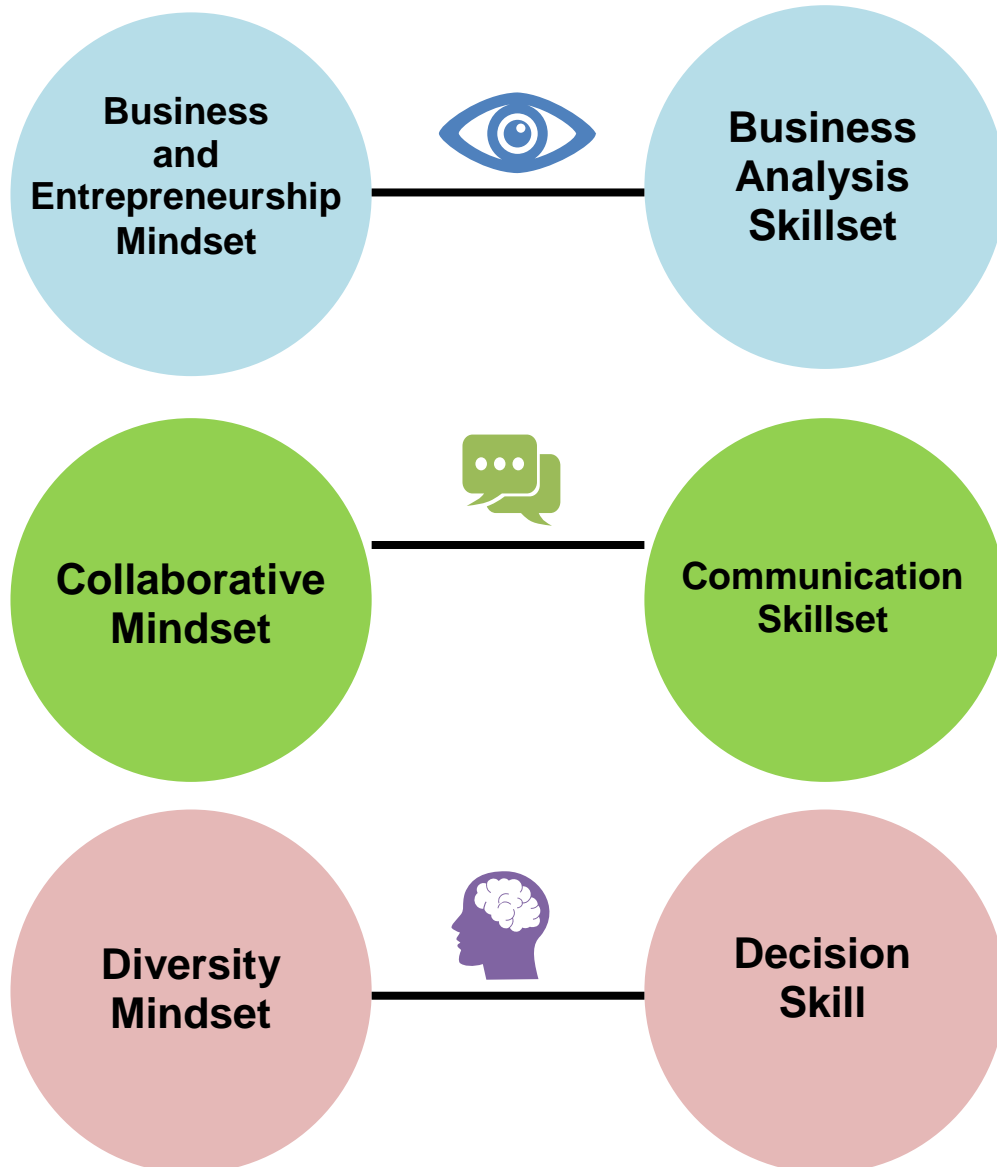 Business
and
Entrepreneurship
Mindset
Business
Analysis
Skillset
Collaborative
Mindset
Communication
Skillset
Diversity
Mindset
Decision
Skill